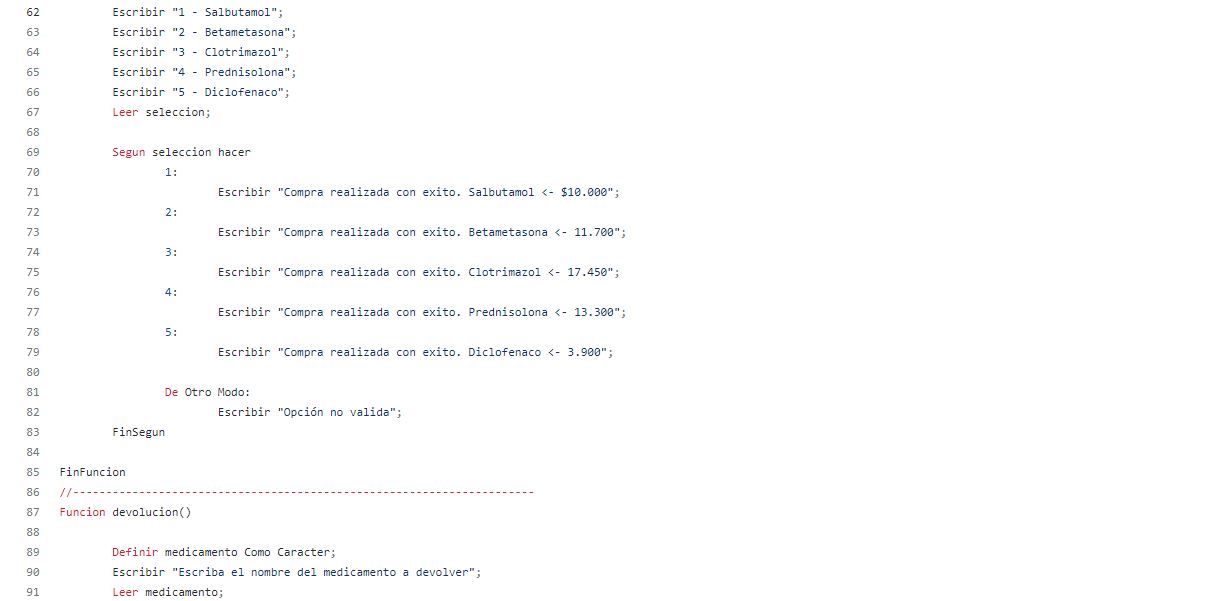 62 Escribir "1 - Salbutamol";
63 Escribir "2 - Betametasona";
64 Escribir "3 - Clotrimazol";
65 Escribir "4 - Prednisolona";
66 Escribir "5 - Diclofenaco";
67 Leer seleccion;
68
69 Segun seleccion hacer
70 1:
71 Escribir "Compra realizada con exito. Salbutamol <- $10.000";
72 2:
73 Escribir "Compra realizada con exito. Betametasona <- 11.700";
74 3:
75 Escribir "Compra realizada con exito. Clotrimazol <- 17.450";
76 4:
77 Escribir "Compra realizada con exito. Prednisolona <- 13.300";
78 5:
79 Escribir "Compra realizada con exito. Diclofenaco <- 3.900";
80
81 De Otro Modo:
82 Escribir "Opción no valida";
83 FinSegun
84
85 FinFuncion
86 //----------------------------------------------------------------------
87 Funcion devolucion()
88
89 Definir medicamento Como Caracter;
90 Escribir "Escriba el nombre del medicamento a devolver";
91 Leer medicamento;